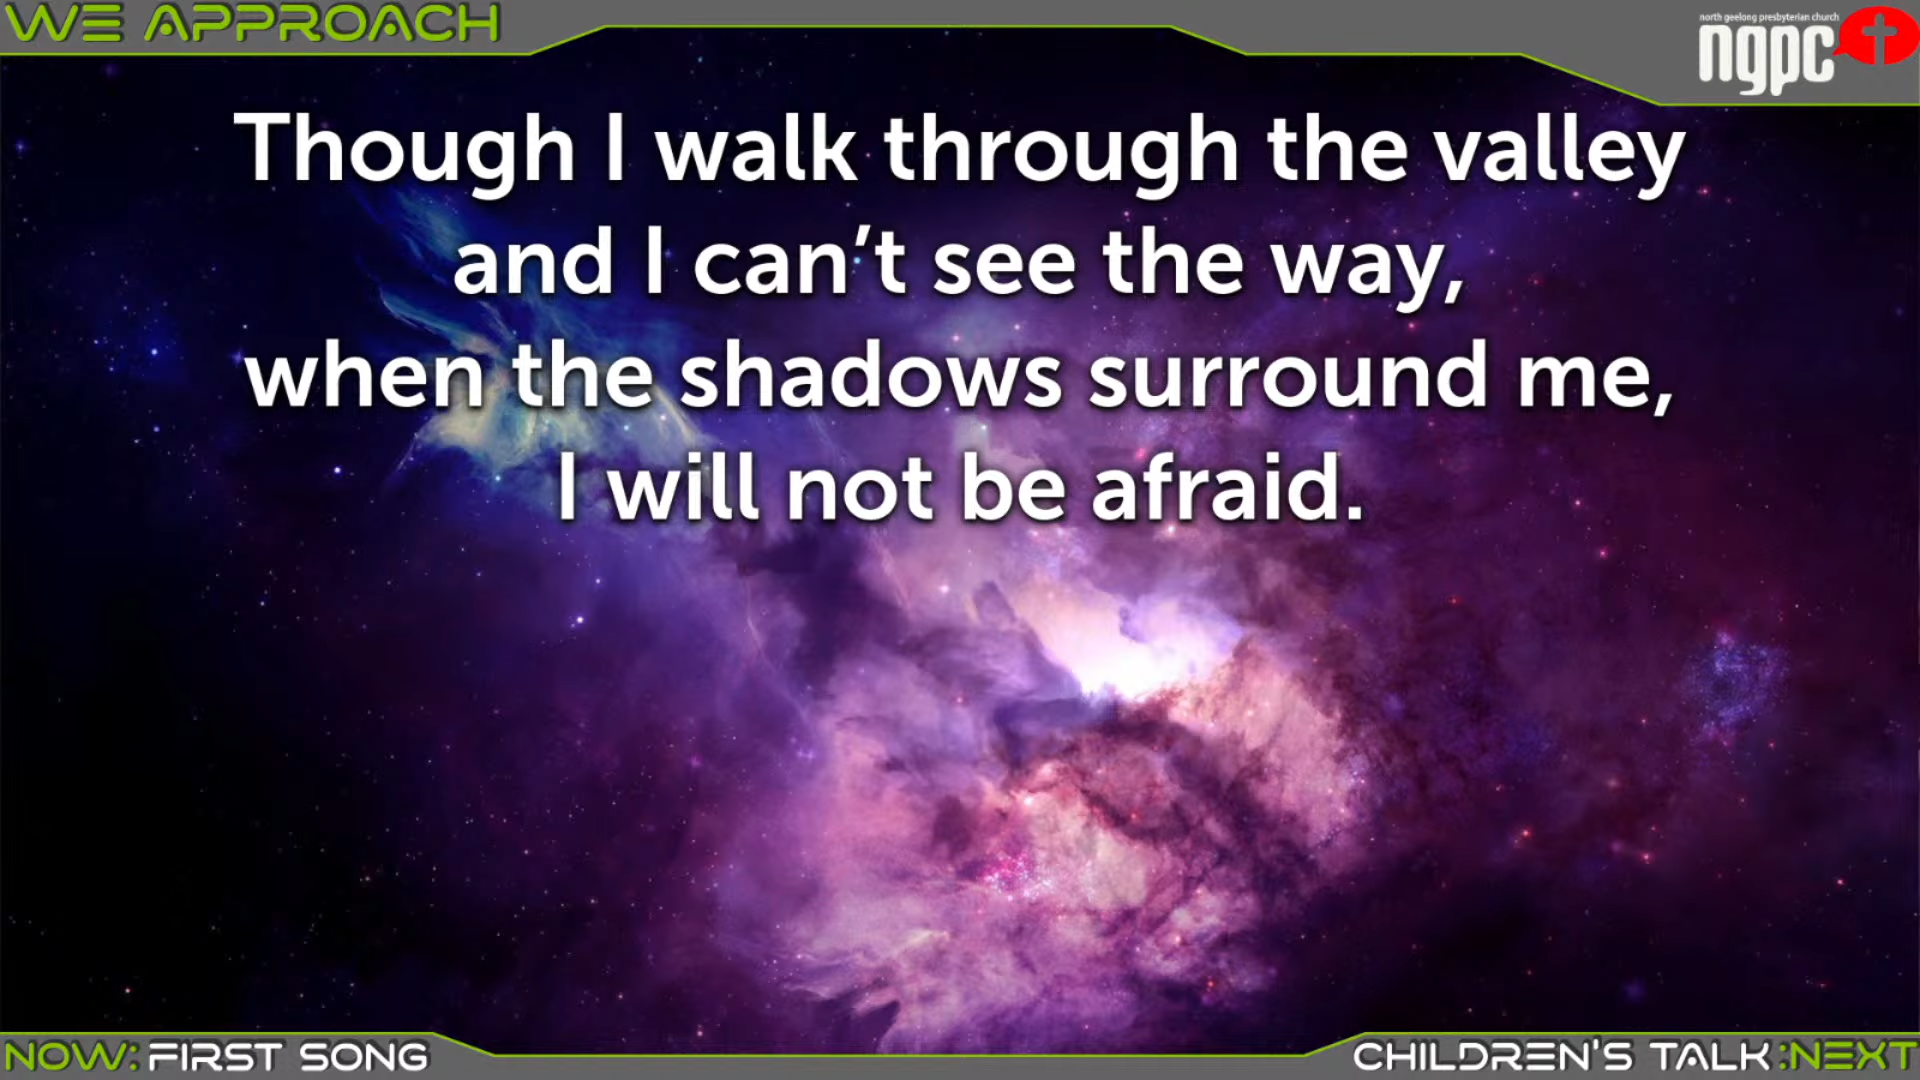 WE APPROACH
north geelong presbyterian church
ngpc
Though I walk through the valley
and I can’t see the way,
when the shadows surround me,
I will not be afraid.
NOW: FIRST SONG
CHILDREN'S TALK :NEXT